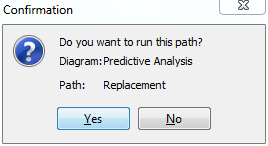 Confirmation
Do you want to run this path?
Diagram: Predictive Analysis
Path: Replacement
Yes No